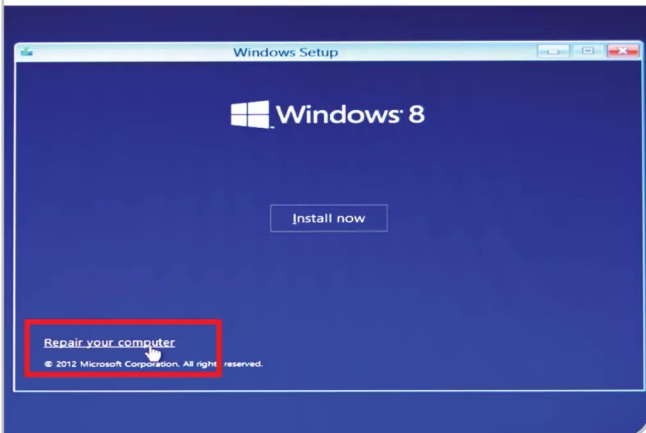 Windows Setup
Windows 8
Install now
Repair your computer
© 2012 Microsoft Corporation. All rights reserved.